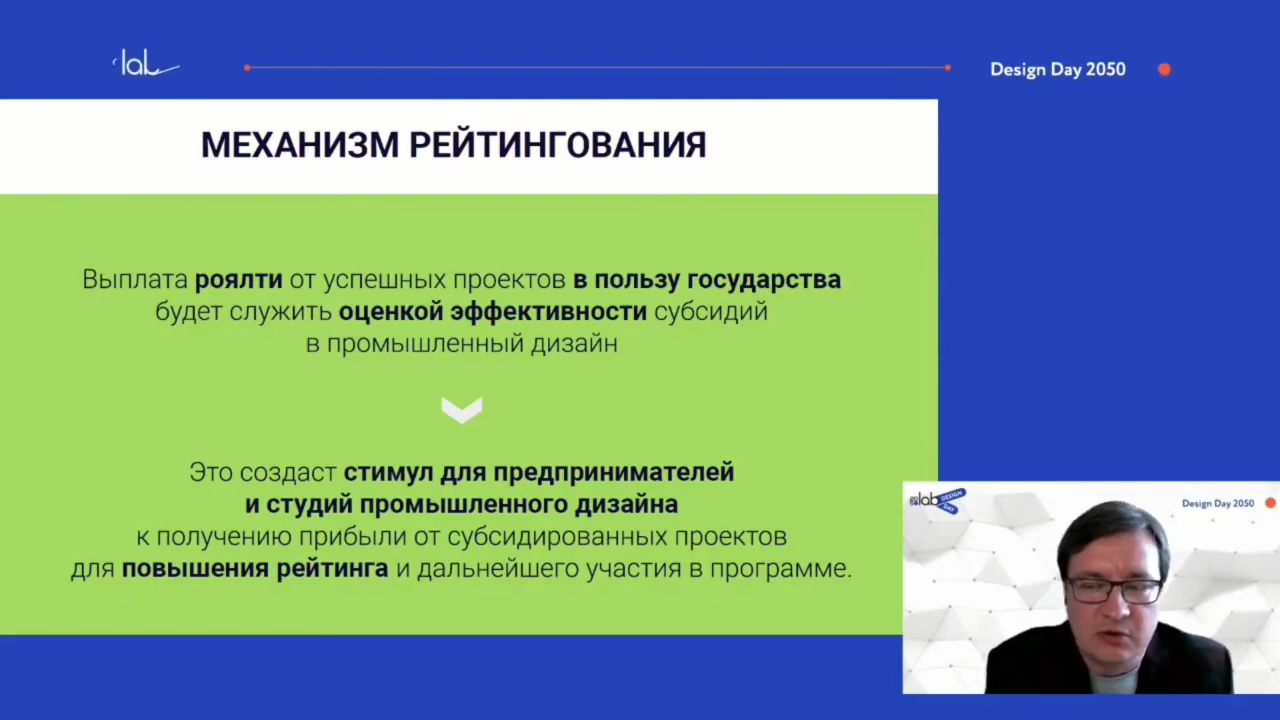 lab
Design Day 2050
МЕХАНИЗМ РЕЙТИНГОВАНИЯ
Выплата роялти от успешных проектов в пользу государства
будет служить оценкой эффективности субсидий
в промышленный дизайн
Это создаст стимул для предпринимателей
и студий промышленного дизайна
к получению прибыли от субсидированных проектов
для повышения рейтинга и дальнейшего участия в программе.
lab DESIGN
DAY
Design Day 2050